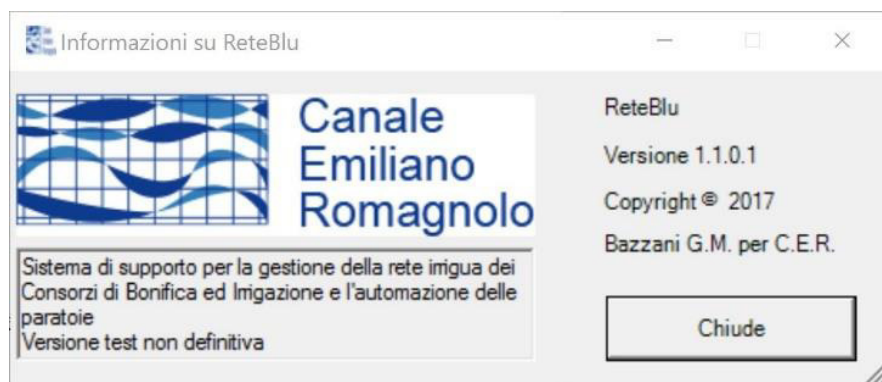 Informazioni su ReteBlu
Canale
Emiliano
Romagnolo
Sistema di supporto per la gestione della rete irrigua dei
Consorzi di Bonifica ed Irrigazione e l'automazione delle
paratoie
Versione test non definitiva
ReteBlu
Versione 1.1.0.1
Copyright © 2017
Bazzani G.M. per C.E.R.
Chiude